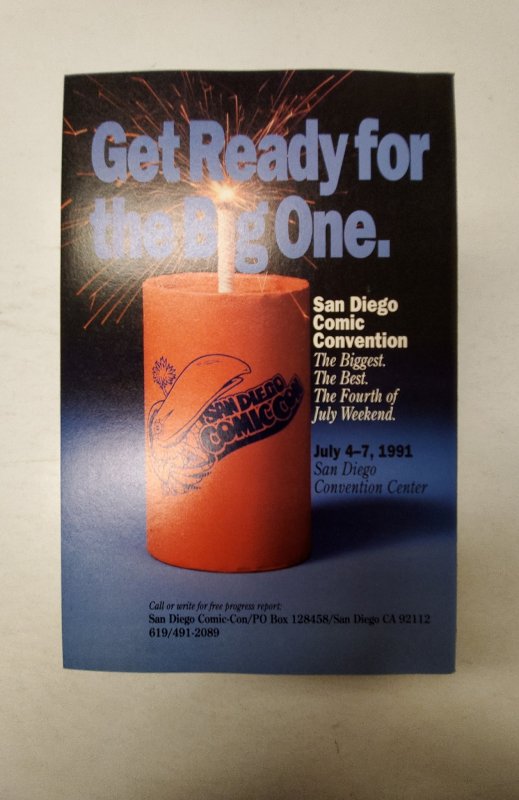 Get Ready for
the Big One.
San Diego
Comic
Convention
The Biggest.
The Best.
The Fourth of
July Weekend.
SAN DIEGO
COMIC CON
July 4–7, 1991
San Diego
Convention Center
Call or write for free progress report:
San Diego Comic-Con/PO Box 128458/San Diego CA 92112
619/491-2089